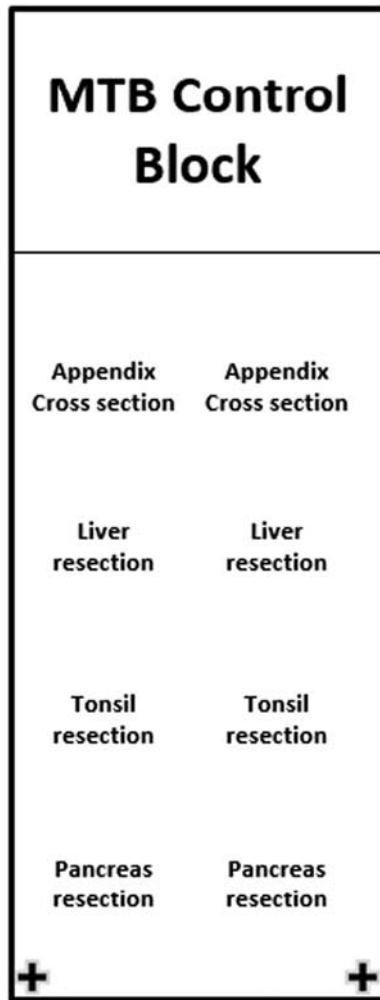 MTB Control
Block
Appendix Appendix
Cross section Cross section
Liver Liver
resection resection
Tonsil Tonsil
resection resection
Pancreas Pancreas
resection resection
+ +